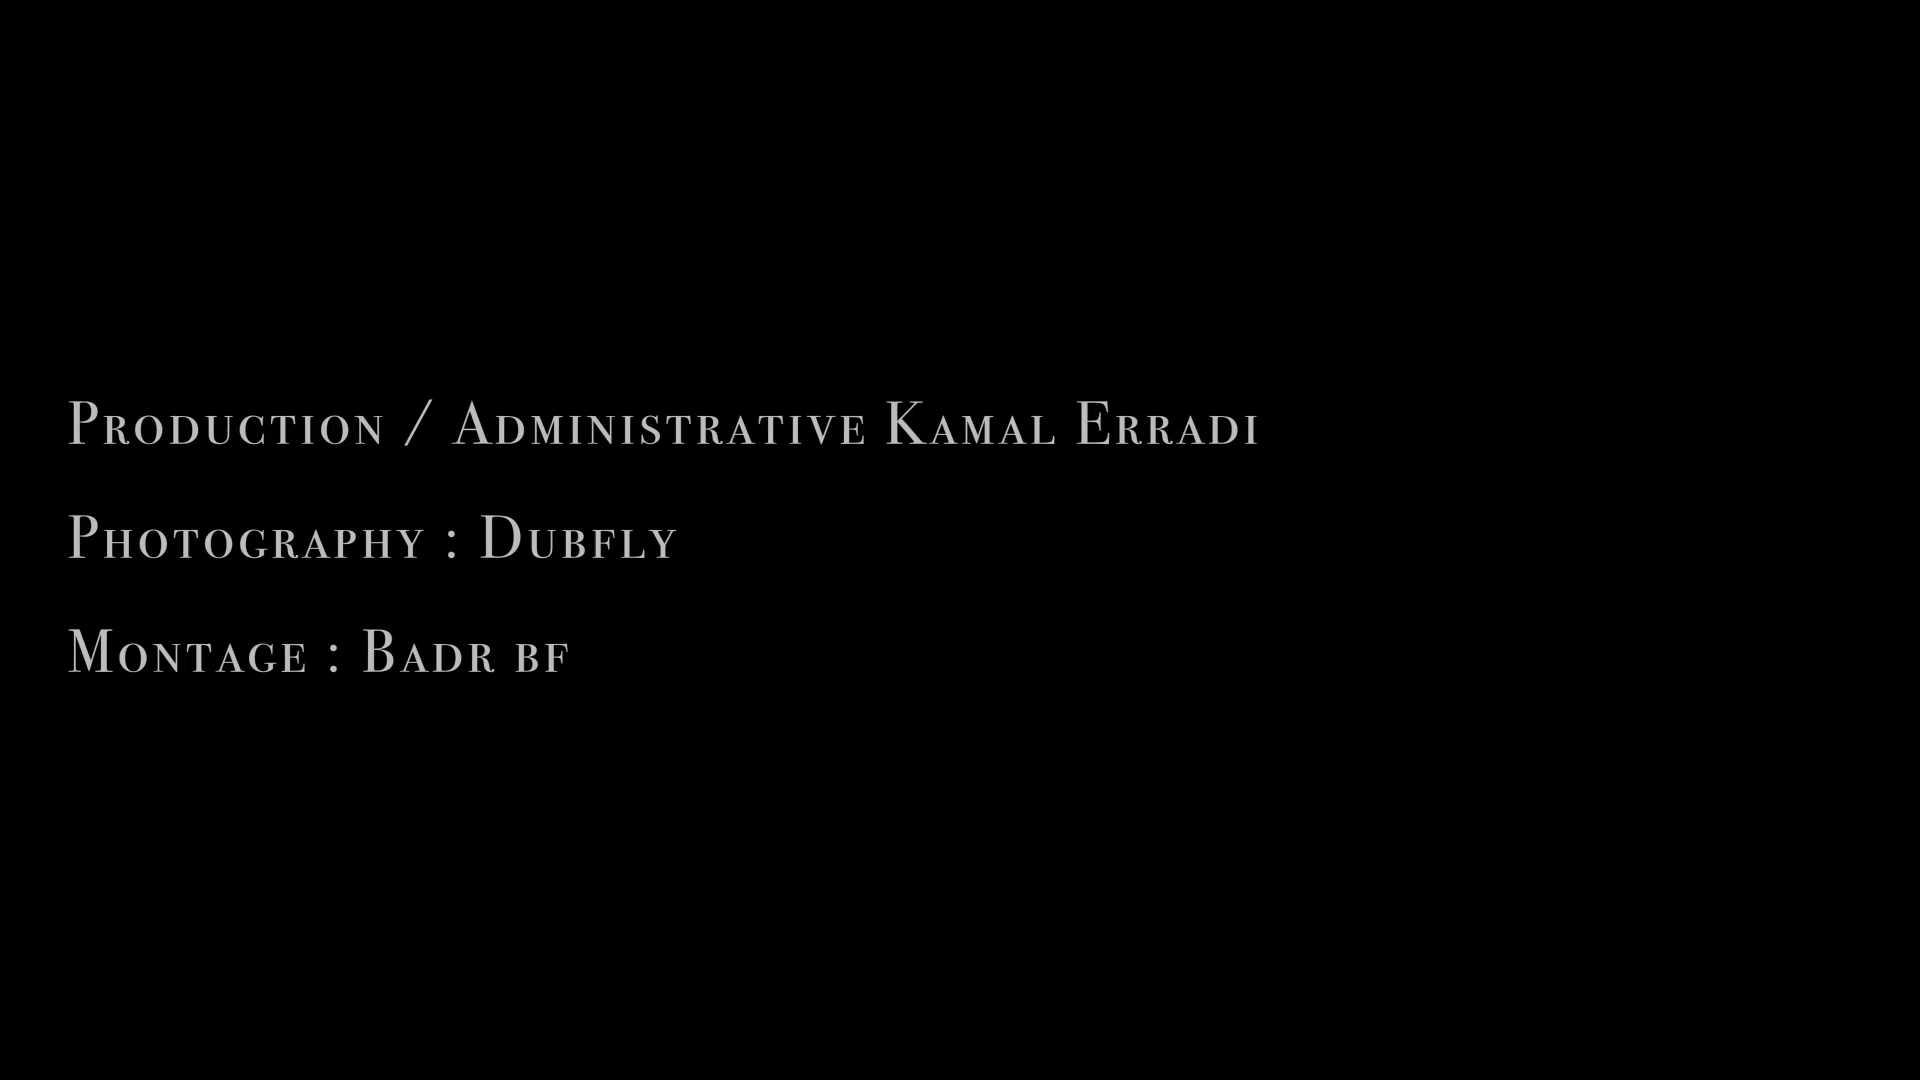 Production / Administrative Kamal Erradi
Photography : Dubfly
Montage : Badr bf